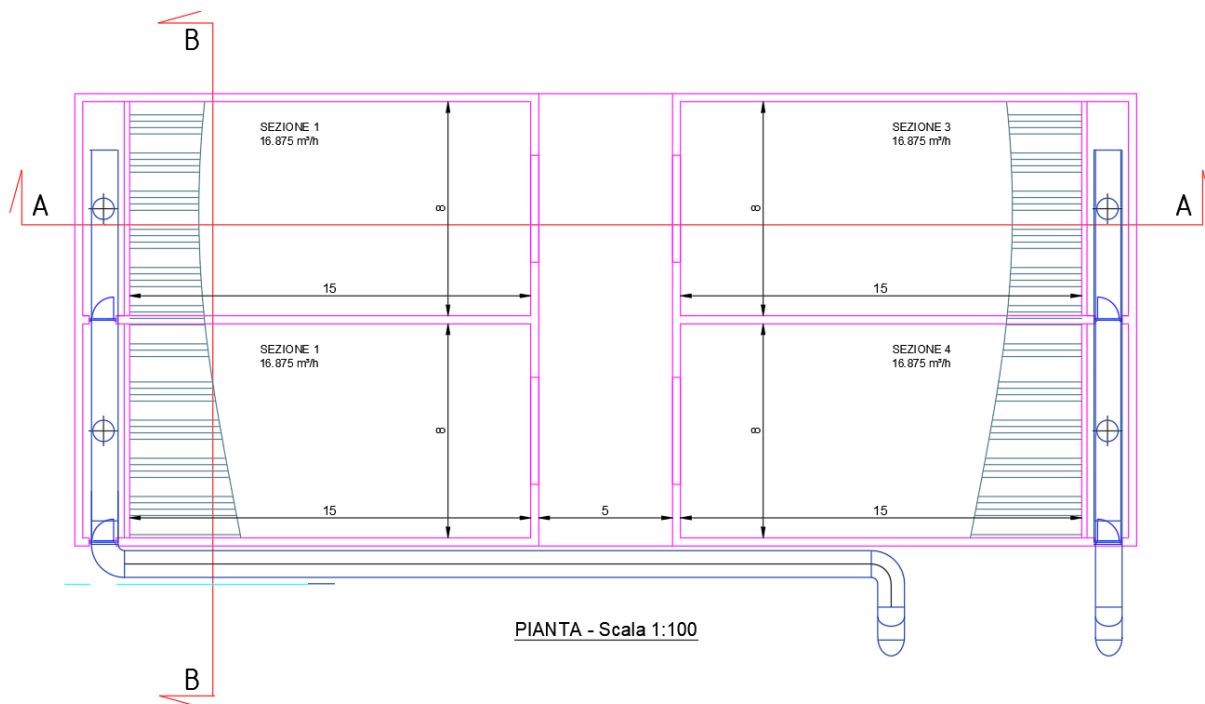 B
SEZIONE 1
16.875 m³/h
SEZIONE 3
16.875 m³/h
A
A
8
8
15
15
SEZIONE 1
16.875 m³/h
SEZIONE 4
16.875 m³/h
8
8
15
5
15
PIANTA - Scala 1:100
B